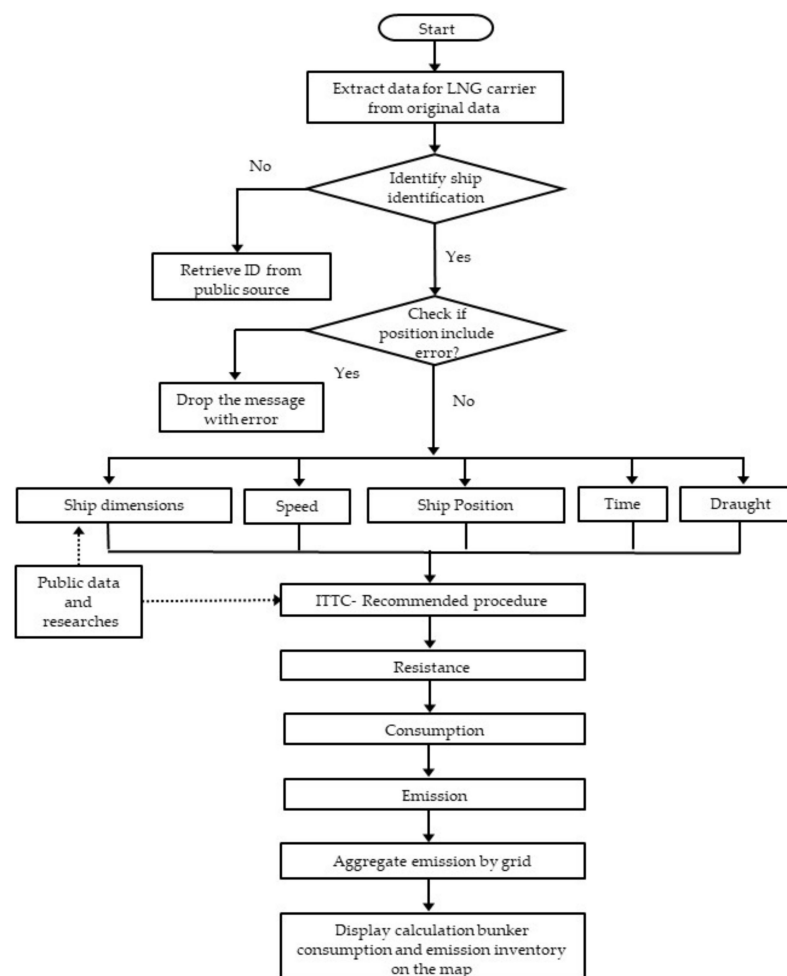 Start
Extract data for LNG carrier
from original data
No
Identify ship
identification
Yes
Retrieve ID from
public source
Check if
position include
error?
Yes
Drop the message
with error
No
Ship dimensions
Speed
Ship Position
Time
Draught
Public data
and
researches
ITTC- Recommended procedure
Resistance
Consumption
Emission
Aggregate emission by grid
Display calculation bunker
consumption and emission inventory
on the map